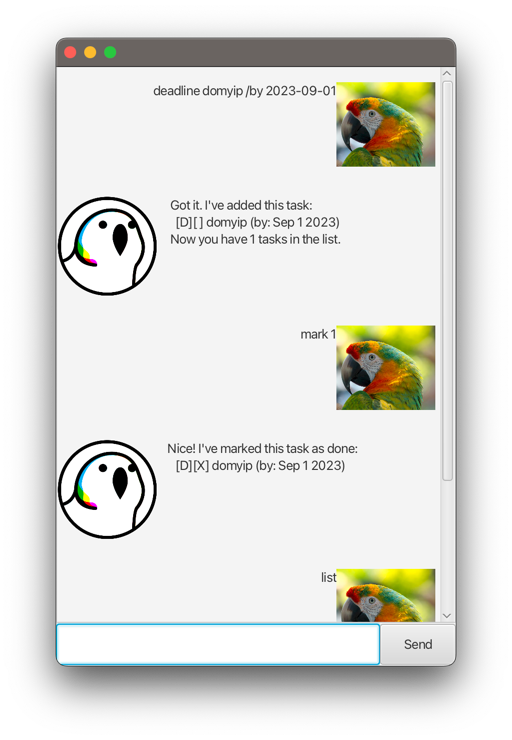 deadline domyip /by 2023-09-01
Got it. I've added this task:
[D][ ] domyip (by: Sep 1 2023)
Now you have 1 tasks in the list.
mark 1
Nice! I've marked this task as done:
[D][X] domyip (by: Sep 1 2023)
list
Send